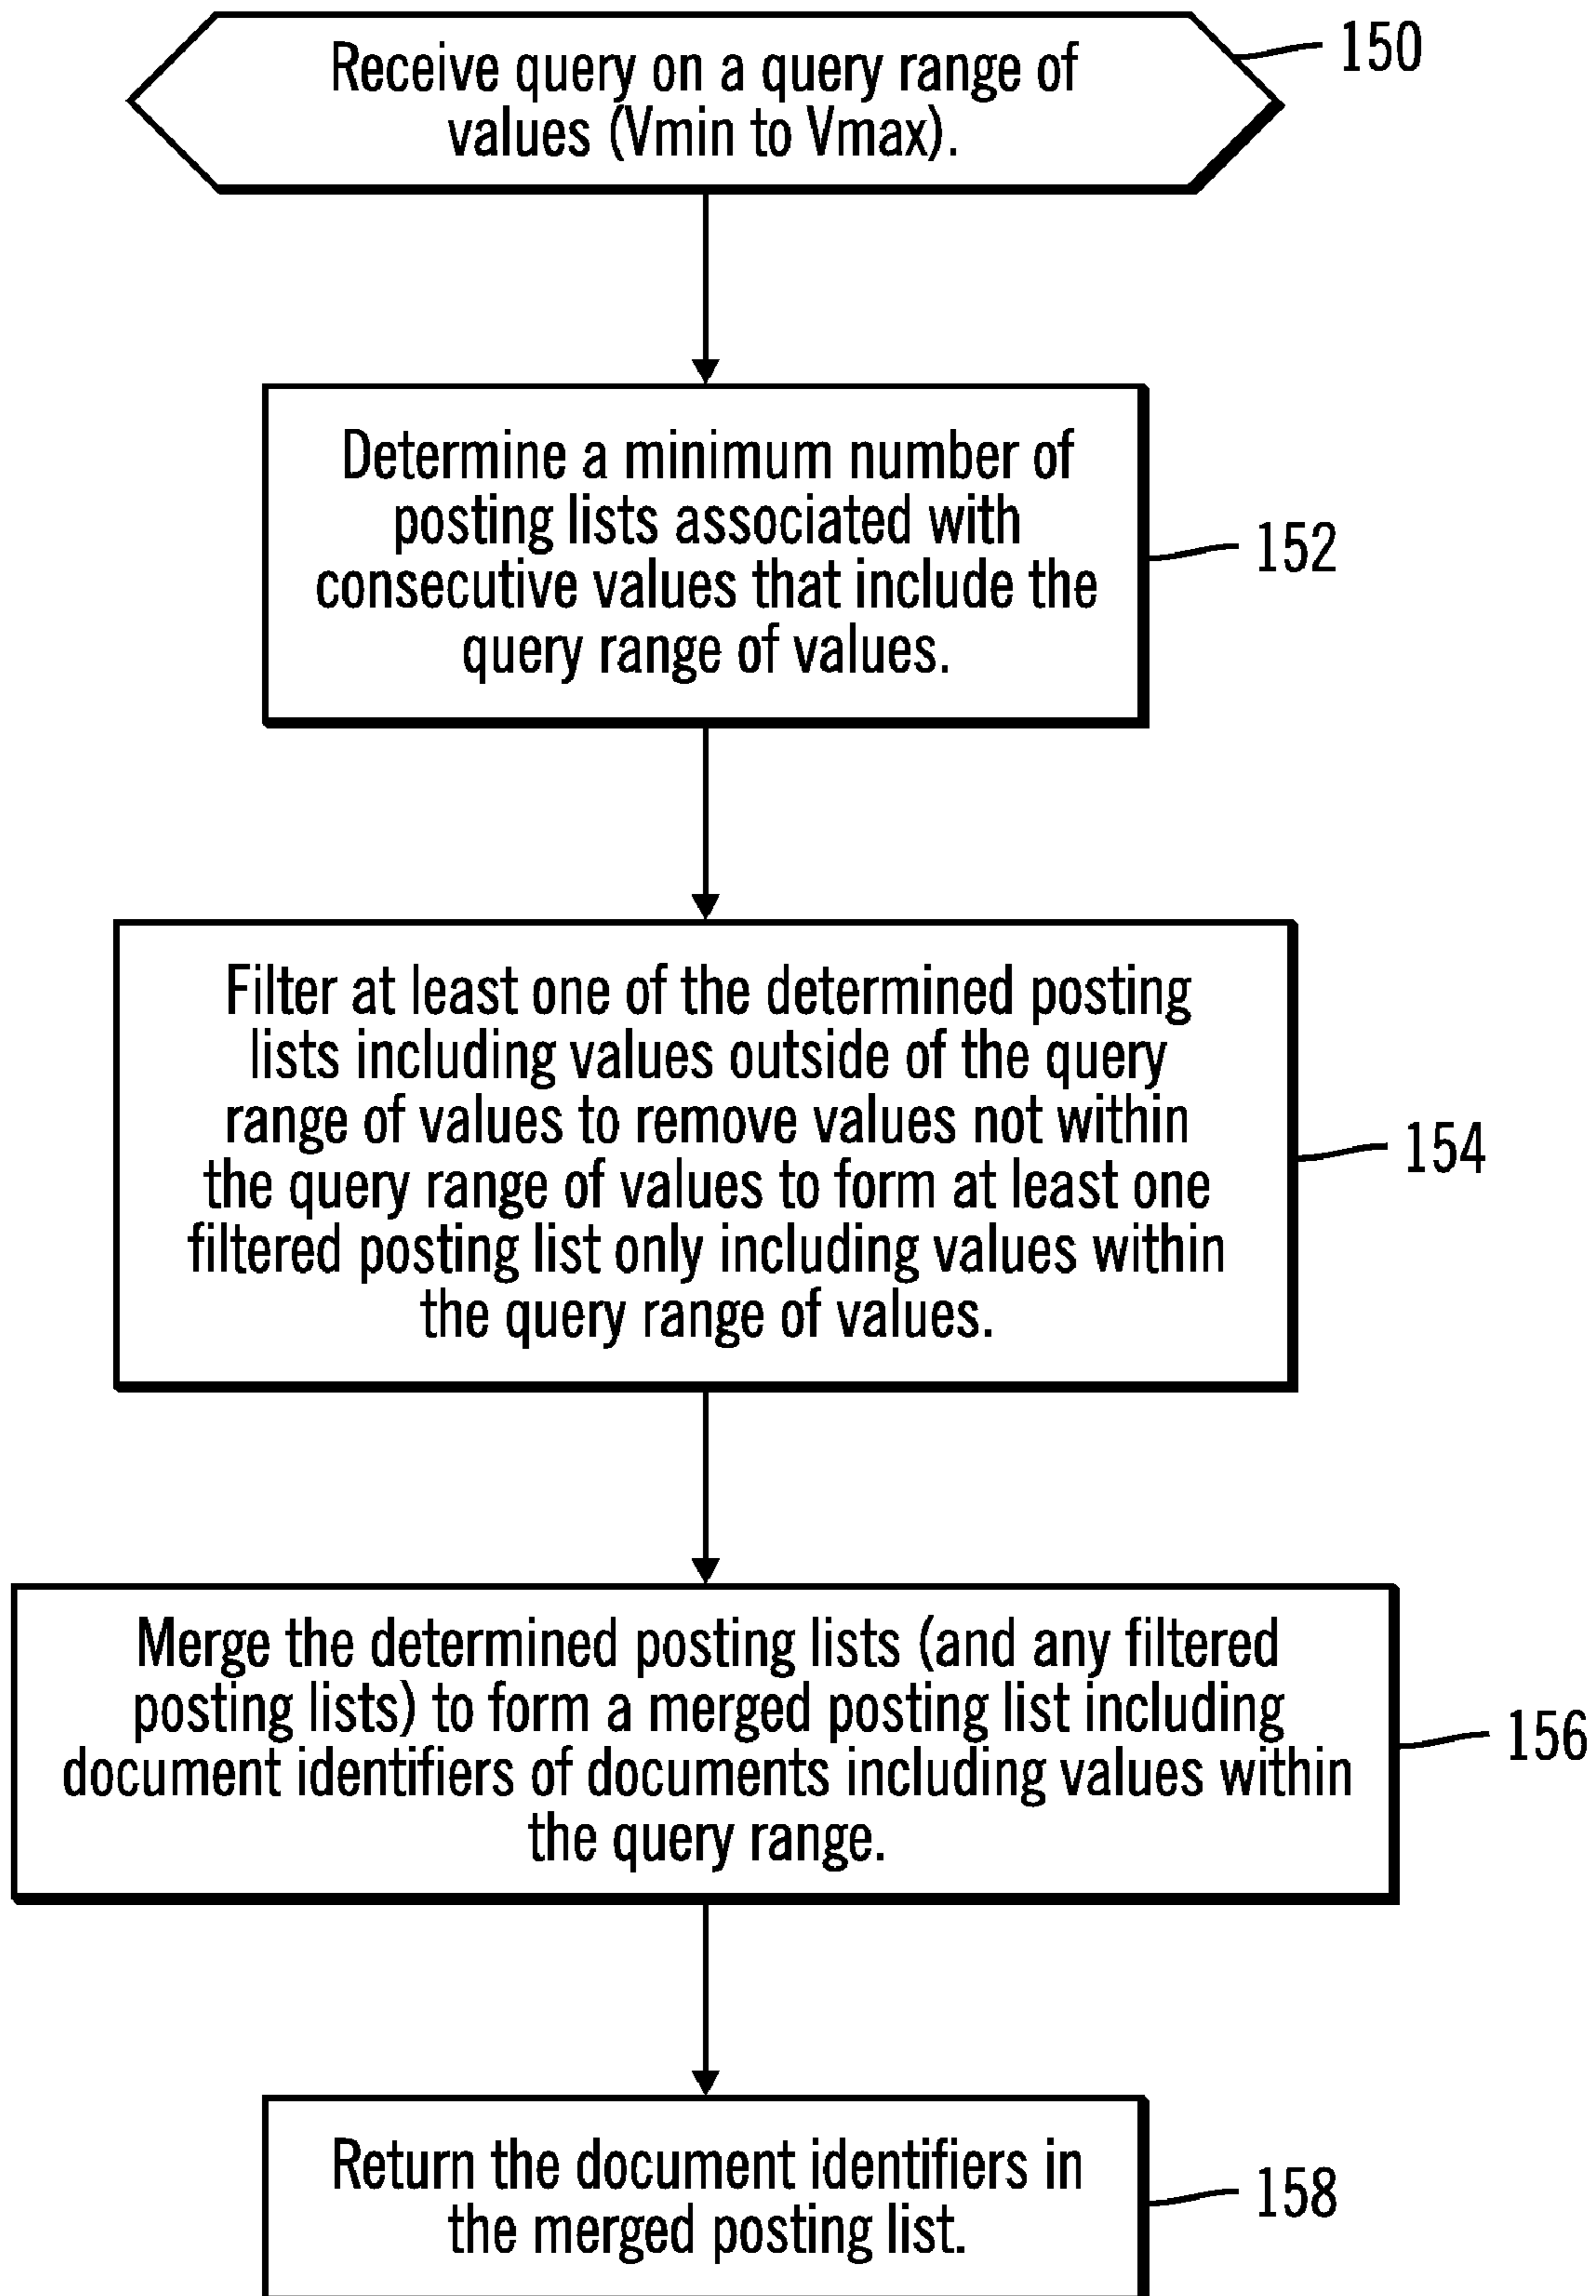 Receive query on a query range of
values (Vmin to Vmax).
150
Determine a minimum number of
posting lists associated with
consecutive values that include the
query range of values.
152
Filter at least one of the determined posting
lists including values outside of the query
range of values to remove values not within
the query range of values to form at least one
filtered posting list only including values within
the query range of values.
154
Merge the determined posting lists (and any filtered
posting lists) to form a merged posting list including
document identifiers of documents including values within
the query range.
156
Return the document identifiers in
the merged posting list.
158